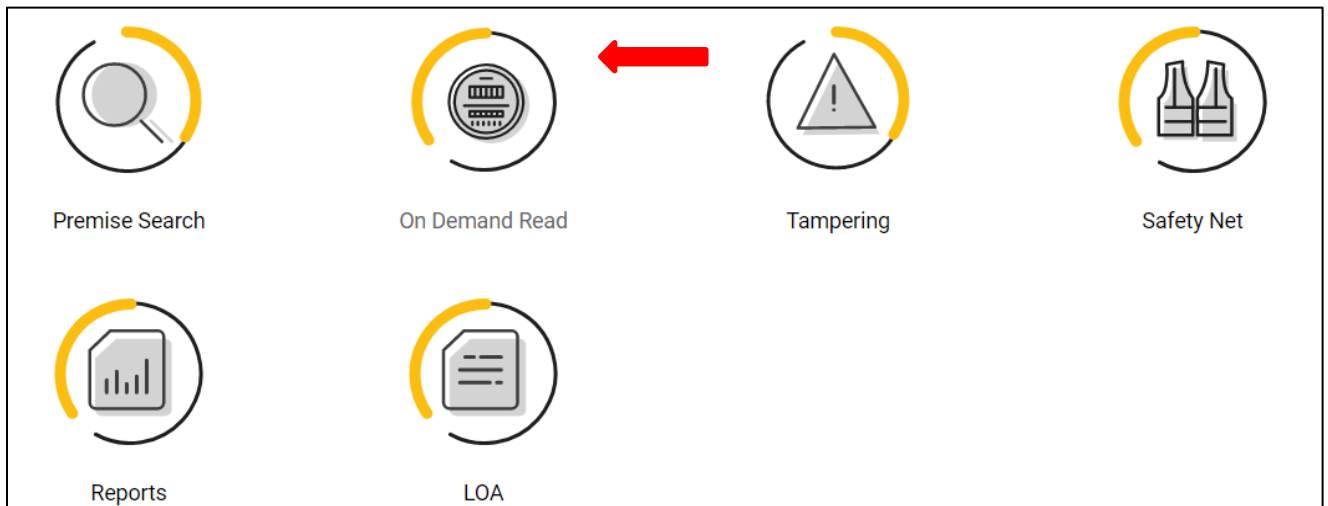 Premise Search
On Demand Read
Tampering
Safety Net
Reports
LOA